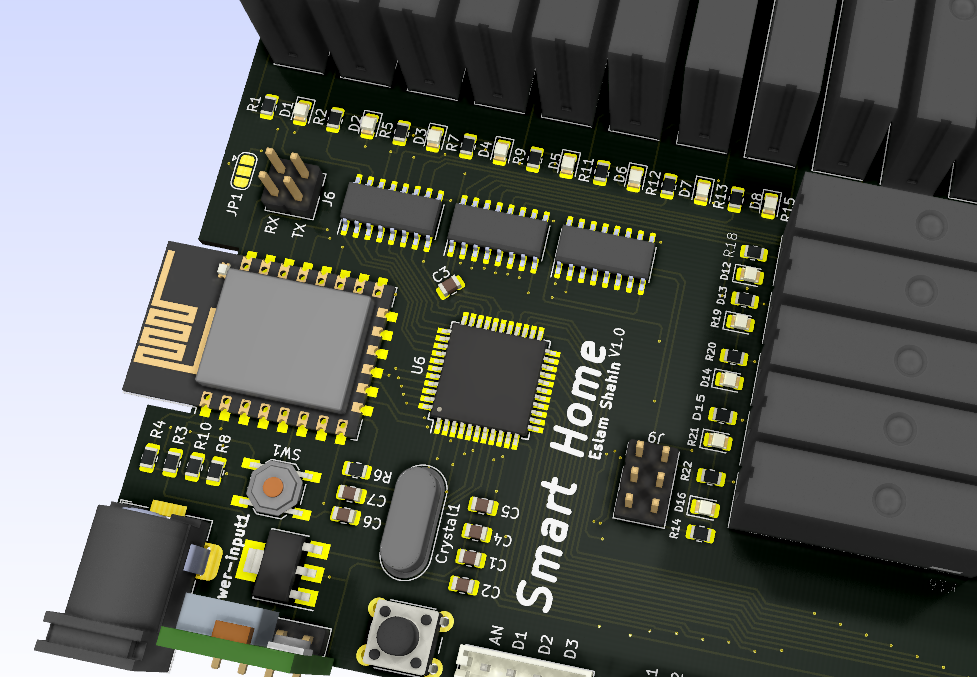 R1
D1
R2
D2
R5
D3
R7
D4
R9
D5
R11
D6
R12
D7
R13
D8
R15
JP1
J6
RX
TX
R18
D12
D13
R19
R20
D14
D15
R21
R22
D16
R14
C3
U6
Smart Home
Eslam Shahin V1.0
J9
R4
R3
R10
R8
SW1
R6
C7
C6
Crystal1
C5
C4
C1
C2
wer-input1
AN
D1
D2
D3